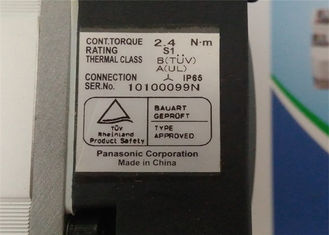 CONT.TORQUE 2.4 N·m
RATING S1
THERMAL CLASS B(TÜV)
A(UL)
CONNECTION IP65
SER.No. 10100099N
TÜV
Rheinland
Product Safety
BAUART
GEPRÜFT
TYPE
APPROVED
Panasonic Corporation
Made in China